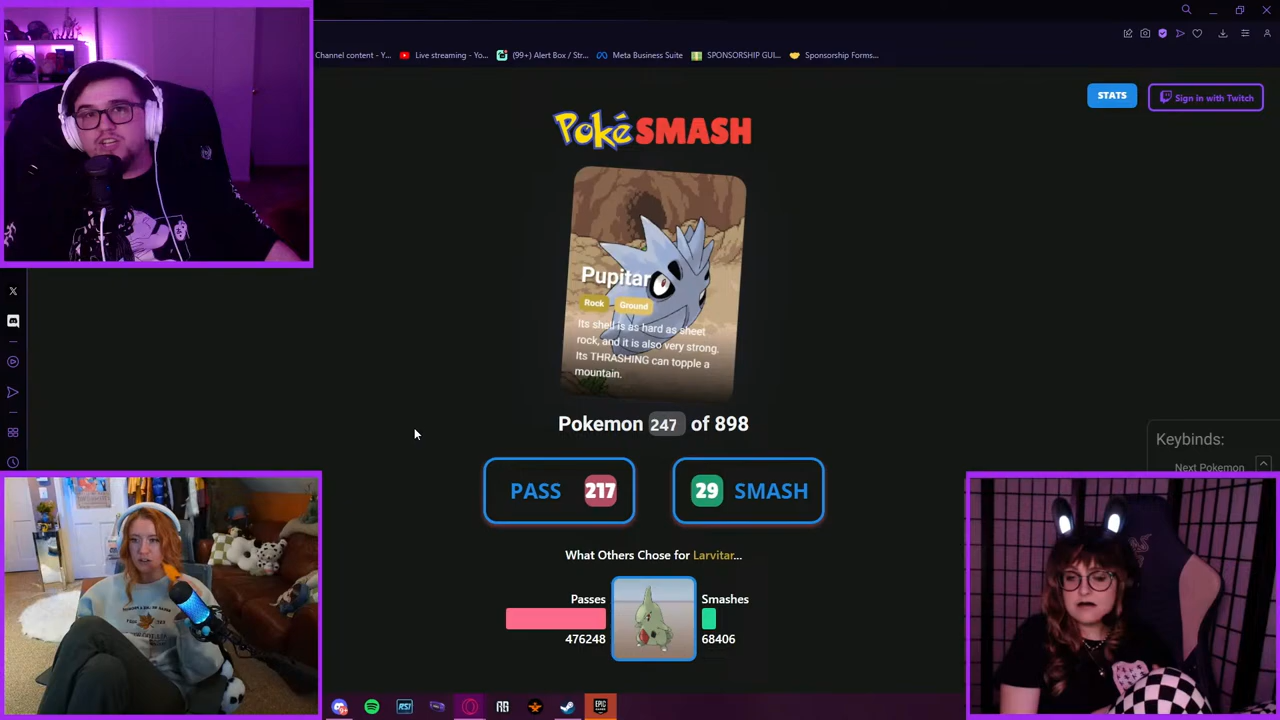 Channel content - Y...
Live streaming - Yo...
(99+) Alert Box / Str...
Meta Business Suite
SPONSORSHIP GUI...
Sponsorship Forms...
STATS
Sign in with Twitch
PokéSMASH
Pupitar
Rock Ground
Its shell is as hard as sheet
rock, and it is also very strong.
Its THRASHING can topple a
mountain.
Pokemon 247 of 898
PASS 217
29 SMASH
Keybinds:
Next Pokemon
What Others Chose for Larvitar...
Passes
476248
Smashes
68406
RSI
EPIC
GAMES